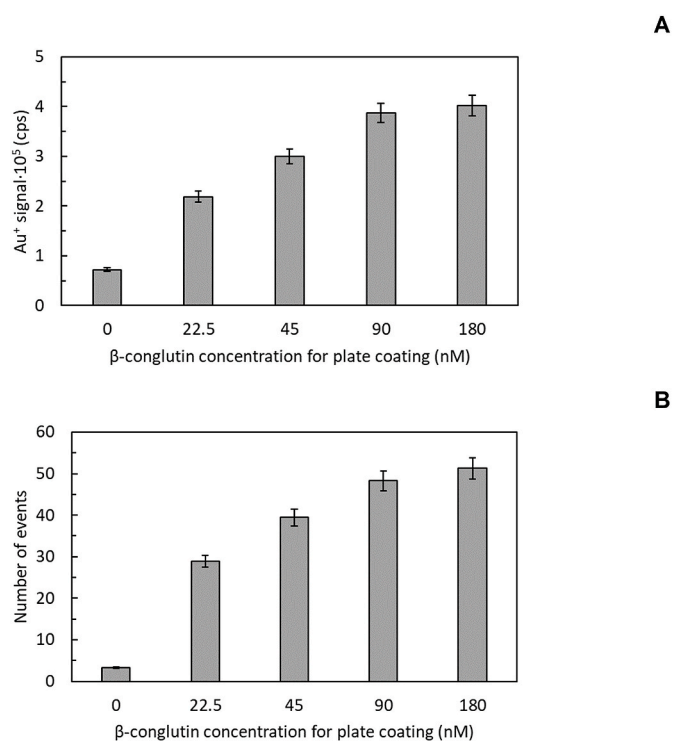 A
5
4
3
2
1
0
Au⁺ signal·10⁵ (cps)
0 22.5 45 90 180
β-conglutin concentration for plate coating (nM)
B
60
50
40
30
20
10
0
Number of events
0 22.5 45 90 180
β-conglutin concentration for plate coating (nM)